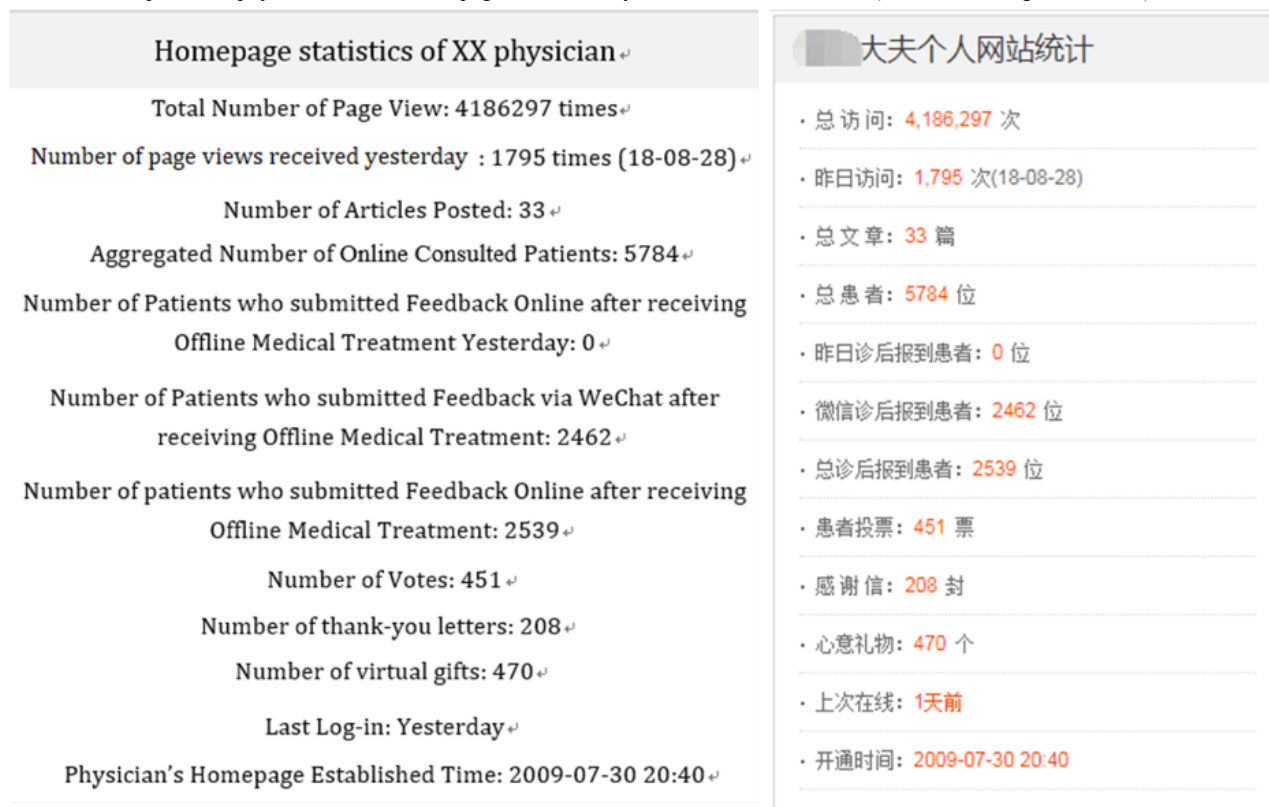 Homepage statistics of XX physician
Total Number of Page View: 4186297 times
Number of page views received yesterday : 1795 times (18-08-28)
Number of Articles Posted: 33
Aggregated Number of Online Consulted Patients: 5784
Number of Patients who submitted Feedback Online after receiving
Offline Medical Treatment Yesterday: 0
Number of Patients who submitted Feedback via WeChat after
receiving Offline Medical Treatment: 2462
Number of patients who submitted Feedback Online after receiving
Offline Medical Treatment: 2539
Number of Votes: 451
Number of thank-you letters: 208
Number of virtual gifts: 470
Last Log-in: Yesterday
Physician's Homepage Established Time: 2009-07-30 20:40
大夫个人网站统计
· 总访问: 4,186,297 次
· 昨日访问: 1,795 次(18-08-28)
· 总文章: 33 篇
· 总患者: 5784 位
· 昨日诊后报到患者: 0 位
· 微信诊后报到患者: 2462 位
· 总诊后报到患者: 2539 位
· 患者投票: 451 票
· 感谢信: 208 封
· 心意礼物: 470 个
· 上次在线: 1天前
· 开通时间: 2009-07-30 20:40